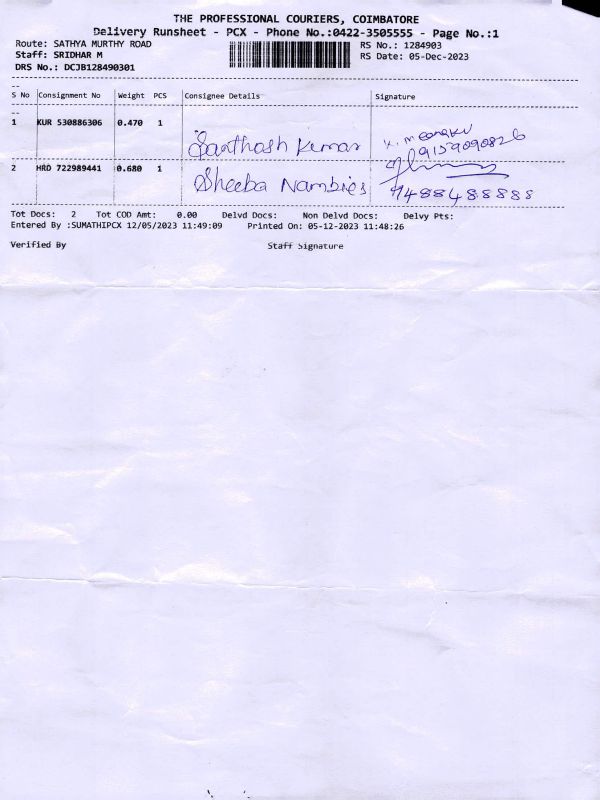 THE PROFESSIONAL COURIERS, COIMBATORE
Delivery Runsheet - PCX - Phone No.:0422-3505555 - Page No.:1
Route: SATHYA MURTHY ROAD RS No.: 1284903
Staff: SRIDHAR M RS Date: 05-Dec-2023
DRS No.: DCJB128490301
S No Consignment No Weight PCS Consignee Details Signature
1 KUR 530886306 0.470 1 Santhosh Kumar 9159090826
2 HRD 722989441 0.680 1 Sheeba Nambies 7488488888
Tot Docs: 2 Tot COD Amt: 0.00 Delvd Docs: Non Delvd Docs: Delvy Pts:
Entered By :SUMATHIPCX 12/05/2023 11:49:09 Printed On: 05-12-2023 11:48:26
Verified By Staff Signature